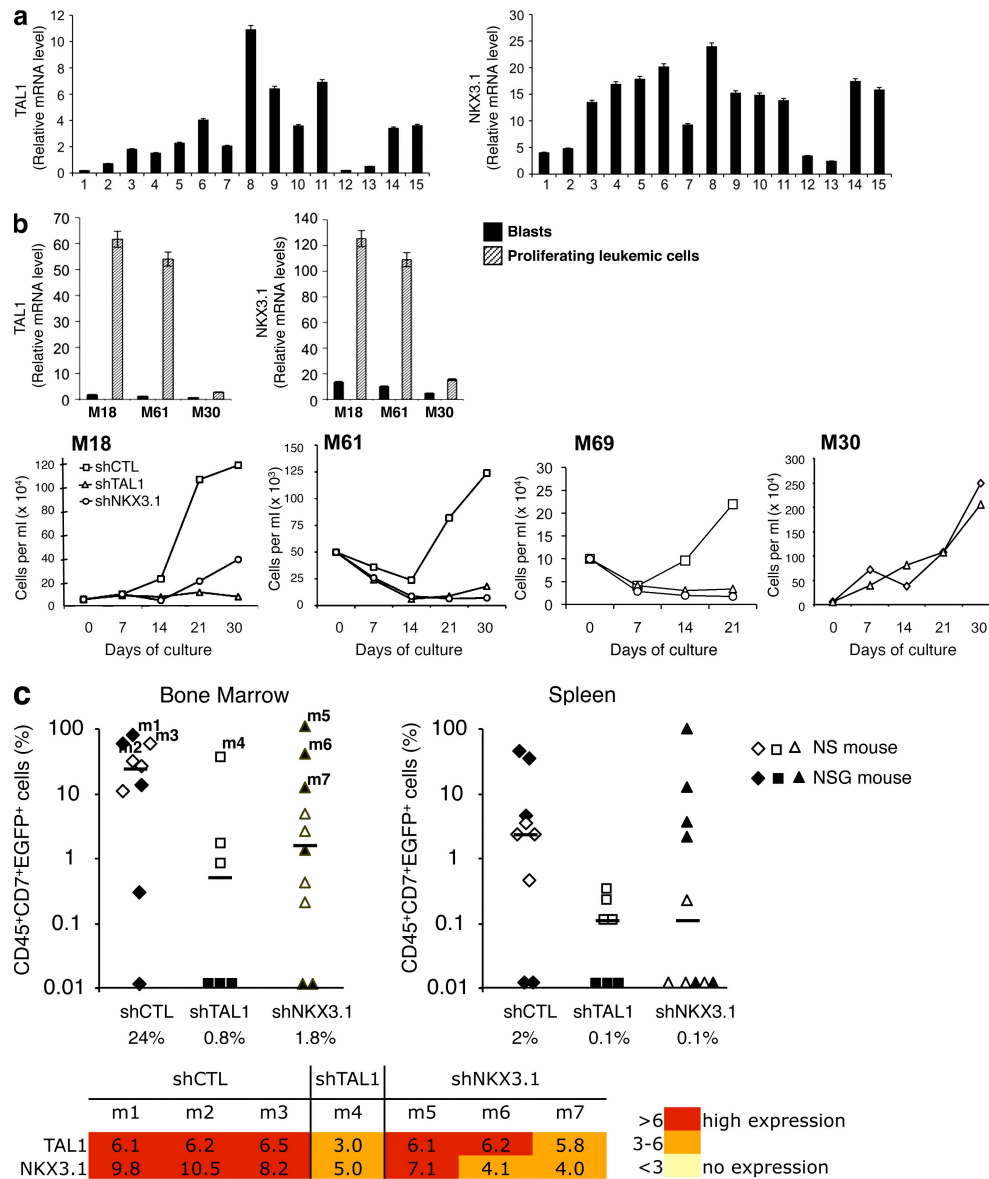 a
TAL1
(Relative mRNA level)
12
10
8
6
4
2
0
1 2 3 4 5 6 7 8 9 10 11 12 13 14 15
NKX3.1
(Relative mRNA level)
30
25
20
15
10
5
0
1 2 3 4 5 6 7 8 9 10 11 12 13 14 15
b
TAL1
(Relative mRNA level)
70
60
50
40
30
20
10
0
M18 M61 M30
NKX3.1
(Relative mRNA levels)
140
120
100
80
60
40
20
0
M18 M61 M30
Blasts
Proliferating leukemic cells
M18
shCTL
shTAL1
shNKX3.1
Cells per ml (x 10⁴)
120
100
80
60
40
20
0
0 7 14 21 30
Days of culture
M61
Cells per ml (x 10³)
150
125
100
75
50
25
0
0 7 14 21 30
Days of culture
M69
Cells per ml (x 10⁴)
30
25
20
15
10
5
0
0 7 14 21
Days of culture
M30
Cells per ml (x 10⁴)
300
250
200
150
100
50
0
0 7 14 21 30
Days of culture
c
Bone Marrow
CD45⁺CD7⁺EGFP⁺ cells (%)
100
10
1
0.1
0.01
m1
m2
m3
m4
m5
m6
m7
shCTL shTAL1 shNKX3.1
24% 0.8% 1.8%
Spleen
CD45⁺CD7⁺EGFP⁺ cells (%)
100
10
1
0.1
0.01
shCTL shTAL1 shNKX3.1
2% 0.1% 0.1%
NS mouse
NSG mouse
shCTL shTAL1 shNKX3.1
m1 m2 m3 m4 m5 m6 m7
TAL1 6.1 6.2 6.5 3.0 6.1 6.2 5.8
NKX3.1 9.8 10.5 8.2 5.0 7.1 4.1 4.0
>6 high expression
3-6
<3 no expression